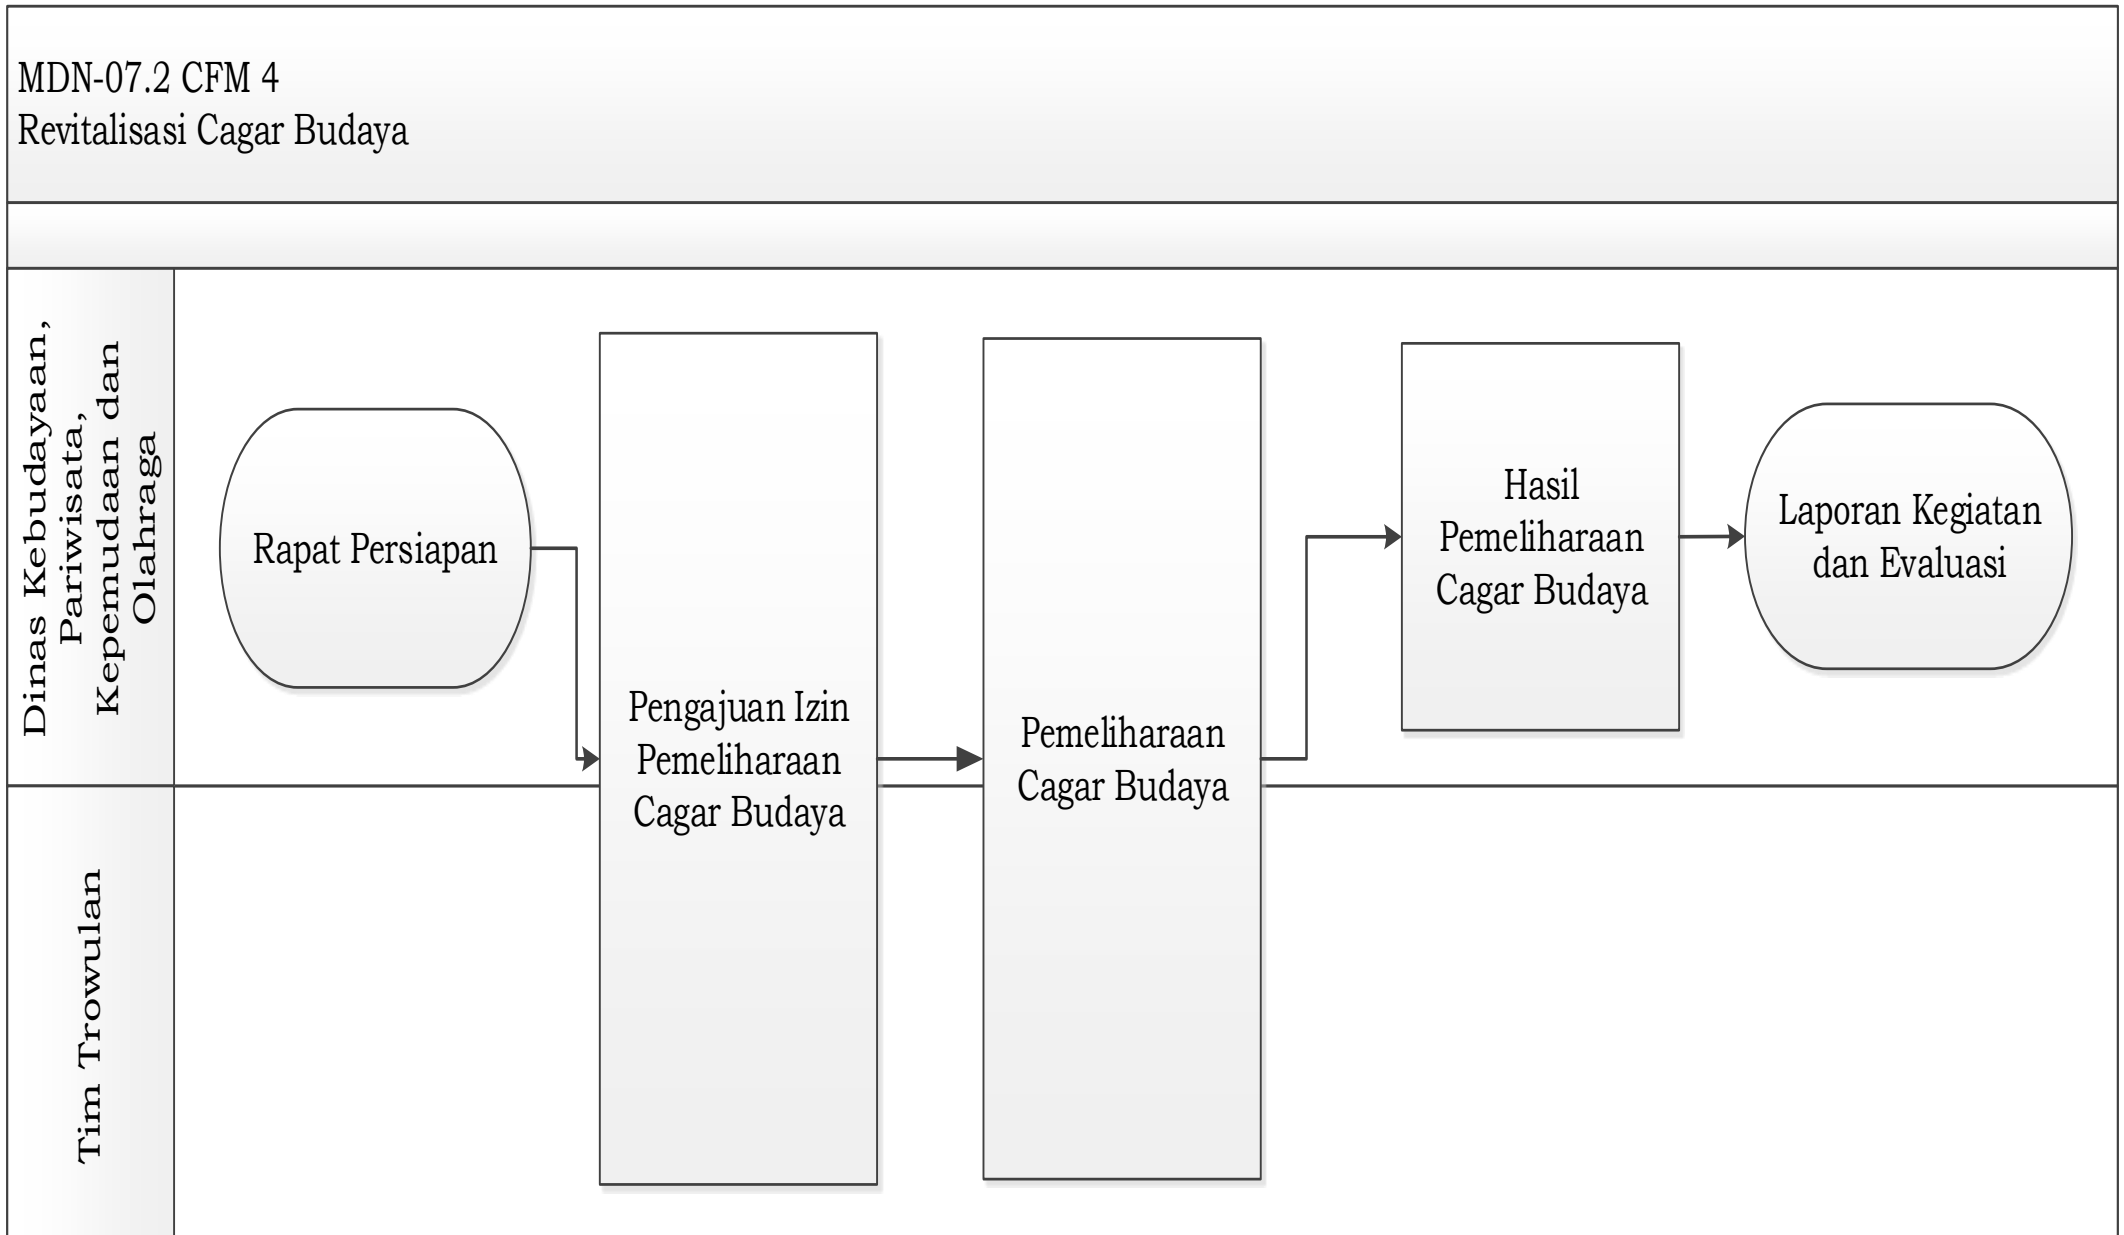 MDN-07.2 CFM 4
Revitalisasi Cagar Budaya
Dinas Kebudayaan,
Pariwisata,
Kepemudaan dan
Olahraga
Rapat Persiapan
Pengajuan Izin
Pemeliharaan
Cagar Budaya
Pemeliharaan
Cagar Budaya
Hasil
Pemeliharaan
Cagar Budaya
Laporan Kegiatan
dan Evaluasi
Tim Trowulan